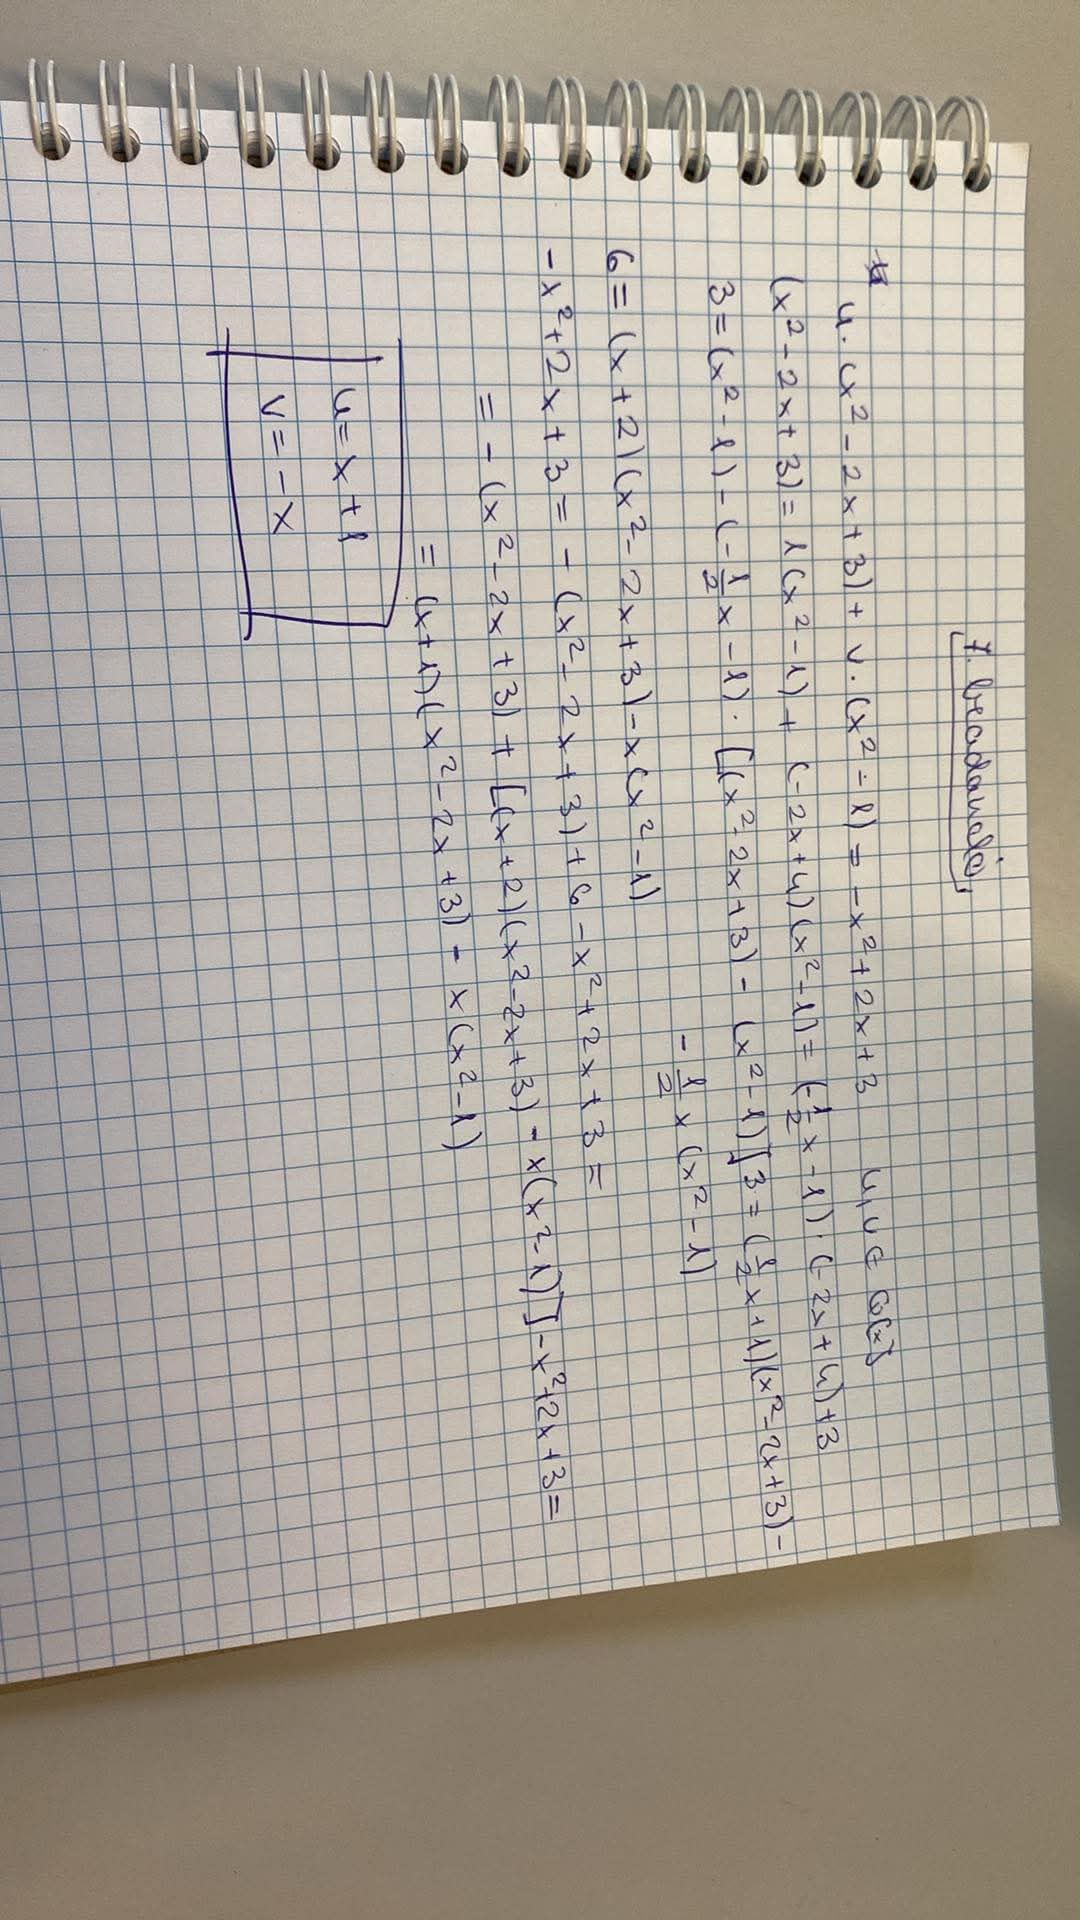 7. beadandó
u·(x²-2x+3)+v·(x²-1)=-x²+2x+3 u,v∈Q[x]
(x²-2x+3)=1(x²-1)+(-2x+4)(x²-1)=(-1/2x-1)·(-2x+4)+3
3=(x²-1)-(-1/2x-1)·[(x²-2x+3)-(x²-1)] 3=(1/2x+1)(x²-2x+3)-
-1/2x(x²-1)
6=(x+2)(x²-2x+3)-x(x²-1)
-x²+2x+3=-(x²-2x+3)+6-x²+2x+3=
=-(x²-2x+3)+[(x+2)(x²-2x+3)-x(x²-1)]-x²+2x+3=
=(x+1)(x²-2x+3)-x(x²-1)
u=x+1
v=-x